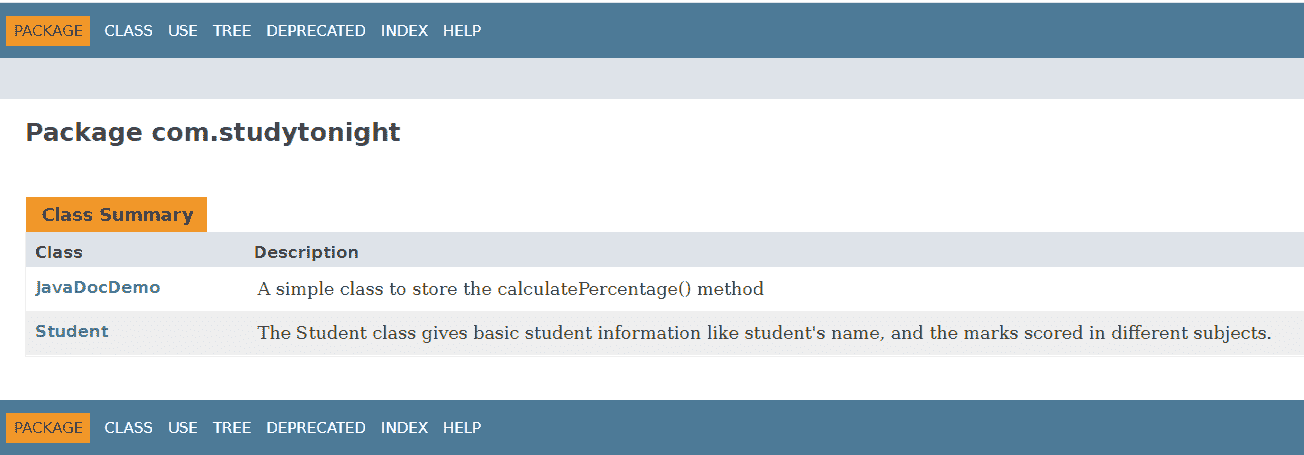 PACKAGE CLASS USE TREE DEPRECATED INDEX HELP
Package com.studytonight
Class Summary
Class Description
JavaDocDemo A simple class to store the calculatePercentage() method
Student The Student class gives basic student information like student's name, and the marks scored in different subjects.
PACKAGE CLASS USE TREE DEPRECATED INDEX HELP